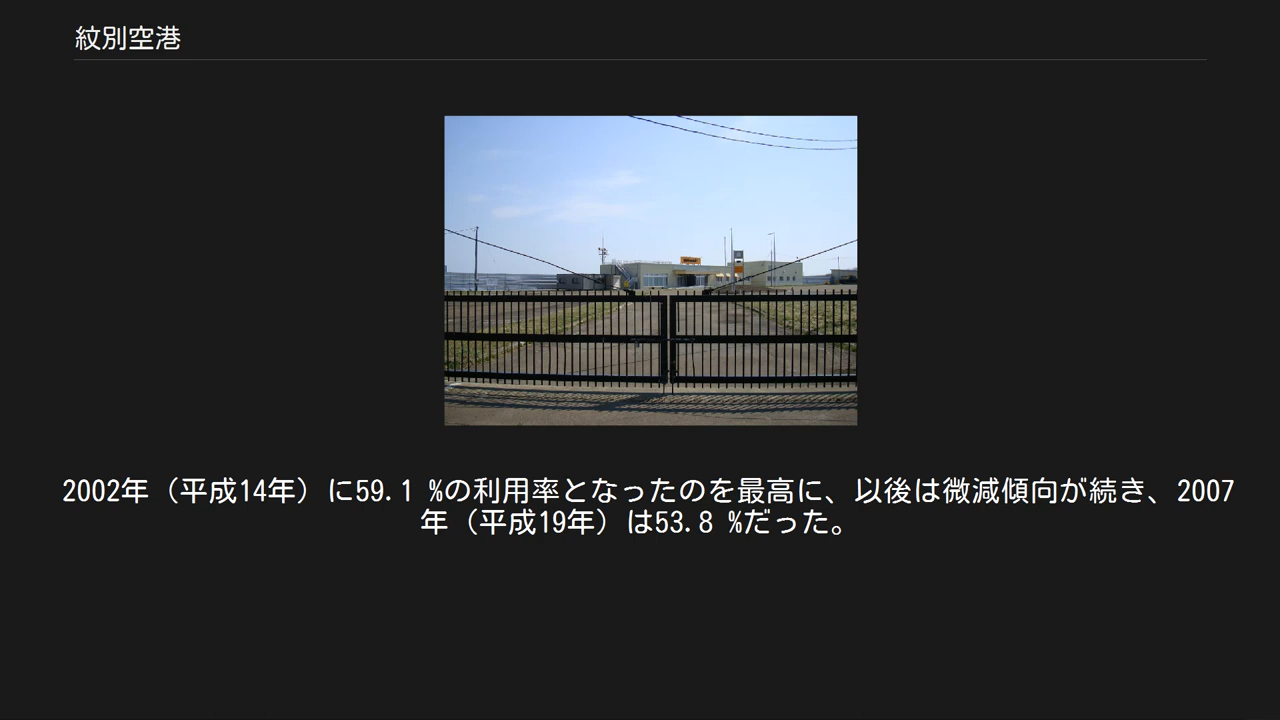 紋別空港
2002年（平成14年）に59.1 %の利用率となったのを最高に、以後は微減傾向が続き、2007
年（平成19年）は53.8 %だった。